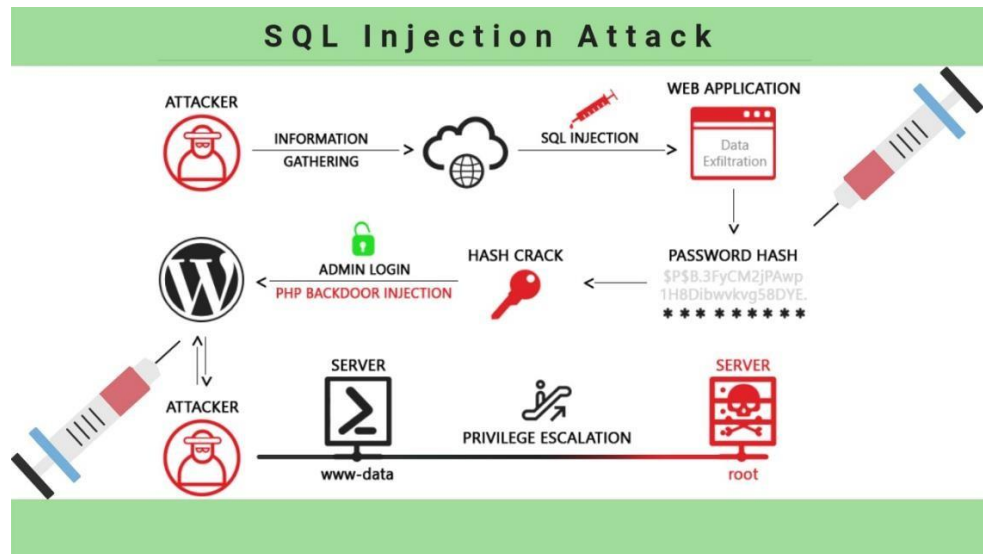 SQL Injection Attack
ATTACKER
INFORMATION
GATHERING
SQL INJECTION
WEB APPLICATION
Data
Exfiltration
PASSWORD HASH
$P$B.3FyCM2jPAwp
1H8Dibwvkvg58DYE.
*** ******
HASH CRACK
ADMIN LOGIN
PHP BACKDOOR INJECTION
W
ATTACKER
SERVER
www-data
PRIVILEGE ESCALATION
SERVER
root